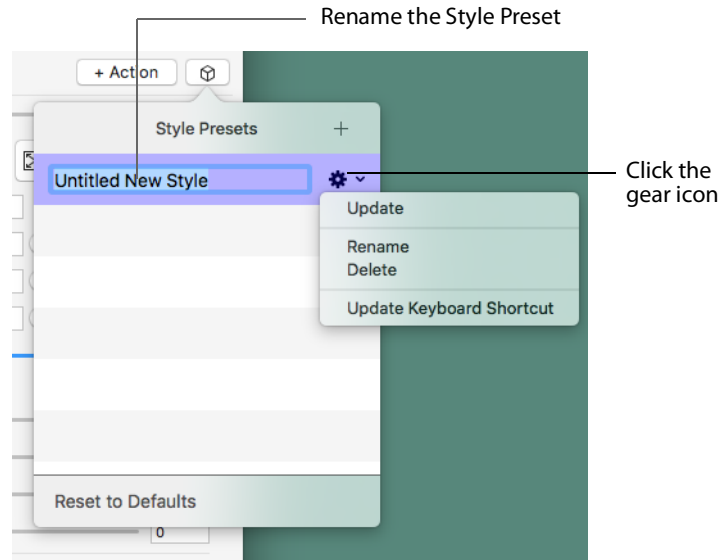 Rename the Style Preset
+ Action
Style Presets +
Untitled New Style
Click the
gear icon
Update
Rename
Delete
Update Keyboard Shortcut
Reset to Defaults
0